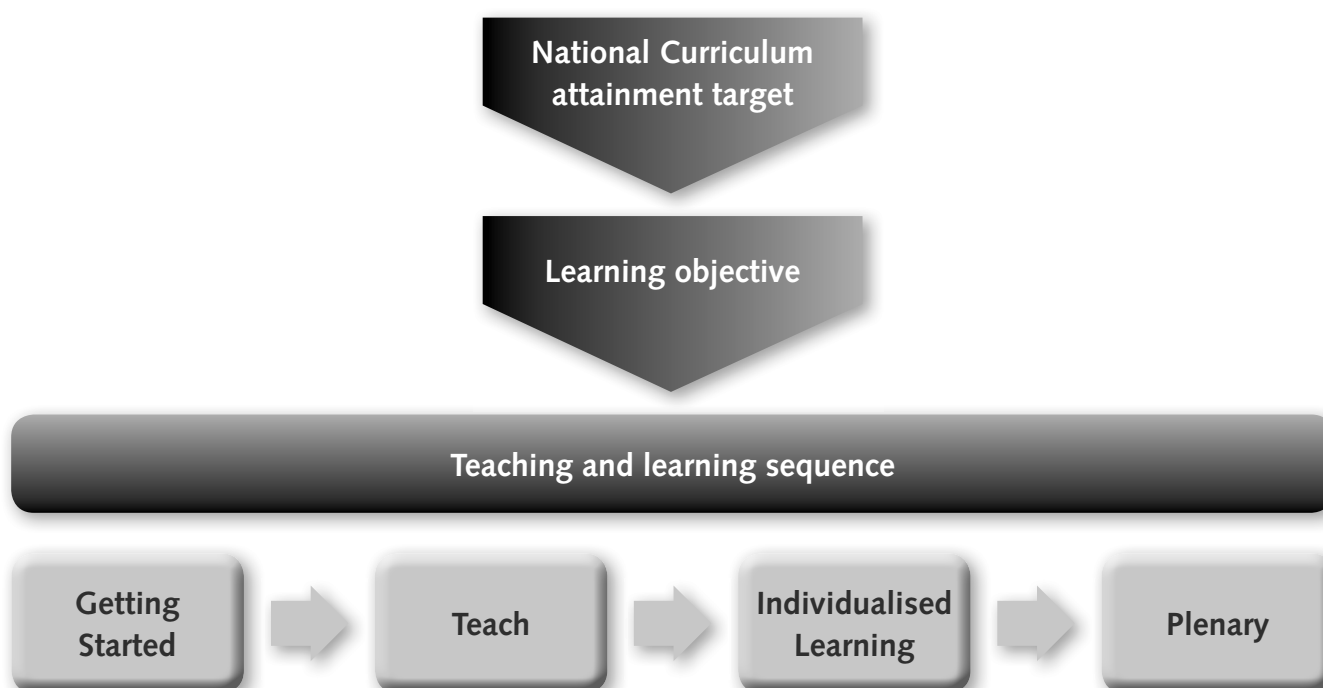 National Curriculum
attainment target
Learning objective
Teaching and learning sequence
Getting
Started
Teach
Individualised
Learning
Plenary